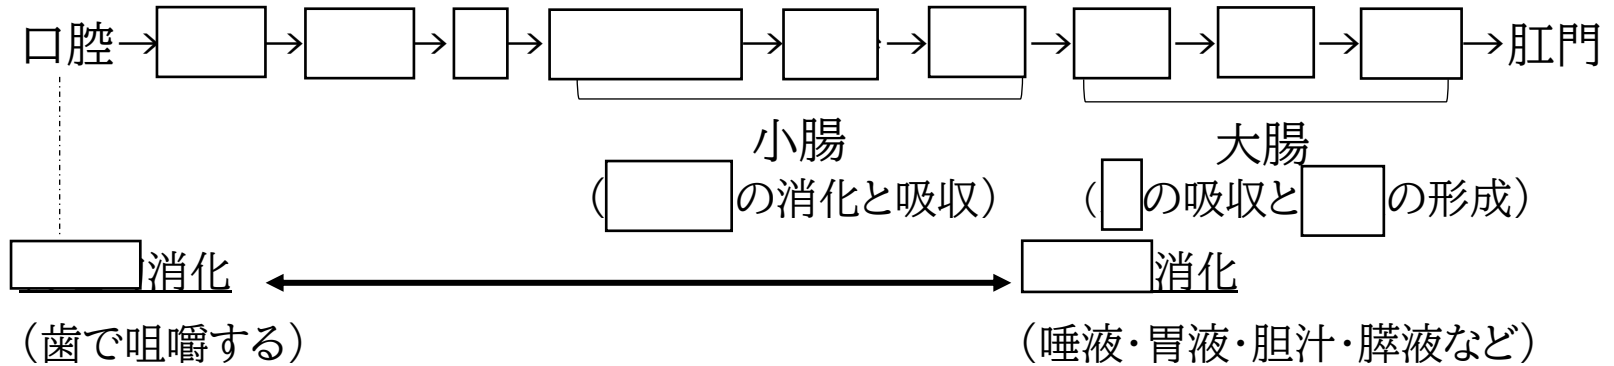 口腔→→→→→→→→→→肛門
小腸 大腸
（の消化と吸収） （の吸収との形成）
消化 消化
（歯で咀嚼する） （唾液・胃液・胆汁・膵液など）